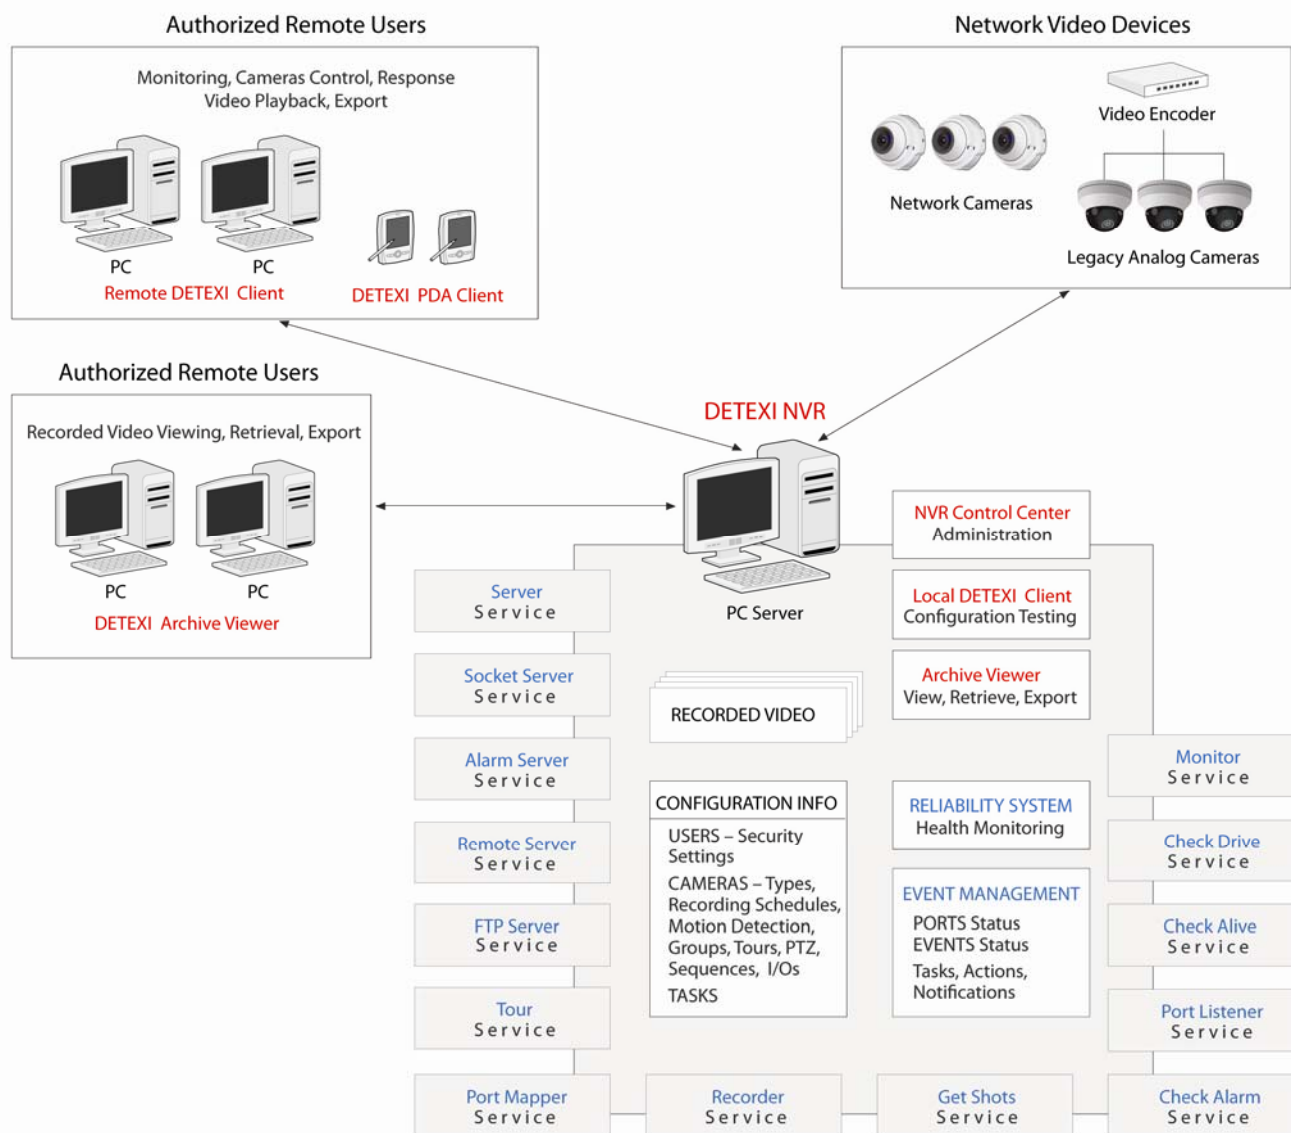 Authorized Remote Users
Monitoring, Cameras Control, Response
Video Playback, Export
PC
PC
Remote DETEXI Client
DETEXI PDA Client
Network Video Devices
Video Encoder
Network Cameras
Legacy Analog Cameras
Authorized Remote Users
Recorded Video Viewing, Retrieval, Export
PC
PC
DETEXI Archive Viewer
DETEXI NVR
PC Server
NVR Control Center
Administration
Local DETEXI Client
Configuration Testing
Archive Viewer
View, Retrieve, Export
RECORDED VIDEO
CONFIGURATION INFO
USERS – Security
Settings
CAMERAS – Types,
Recording Schedules,
Motion Detection,
Groups, Tours, PTZ,
Sequences, I/Os
TASKS
RELIABILITY SYSTEM
Health Monitoring
EVENT MANAGEMENT
PORTS Status
EVENTS Status
Tasks, Actions,
Notifications
Server
Service
Socket Server
Service
Alarm Server
Service
Remote Server
Service
FTP Server
Service
Tour
Service
Port Mapper
Service
Recorder
Service
Get Shots
Service
Monitor
Service
Check Drive
Service
Check Alive
Service
Port Listener
Service
Check Alarm
Service